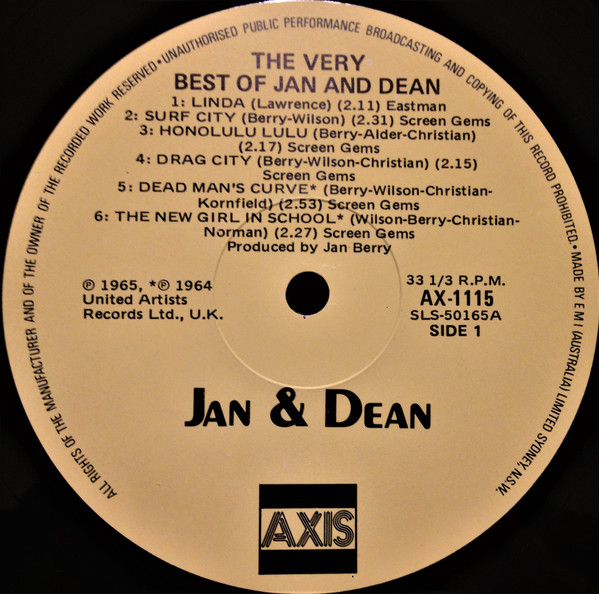 ALL RIGHTS OF THE MANUFACTURER AND OF THE OWNER OF THE RECORDED WORK RESERVED • UNAUTHORISED PUBLIC PERFORMANCE BROADCASTING AND COPYING OF THIS RECORD PROHIBITED. • MADE BY E M I (AUSTRALIA) LIMITED SYDNEY, N.S.W.
THE VERY
BEST OF JAN AND DEAN
1: LINDA (Lawrence) (2.11) Eastman
2: SURF CITY (Berry-Wilson) (2.31) Screen Gems
3: HONOLULU LULU (Berry-Alder-Christian)
(2.17) Screen Gems
4: DRAG CITY (Berry-Wilson-Christian) (2.15)
Screen Gems
5: DEAD MAN'S CURVE* (Berry-Wilson-Christian-
Kornfield) (2.53) Screen Gems
6: THE NEW GIRL IN SCHOOL* (Wilson-Berry-Christian-
Norman) (2.27) Screen Gems
Produced by Jan Berry
℗ 1965, *℗ 1964
United Artists
Records Ltd., U.K.
33 1/3 R.P.M.
AX-1115
SLS-50165A
SIDE 1
JAN & DEAN
AXIS